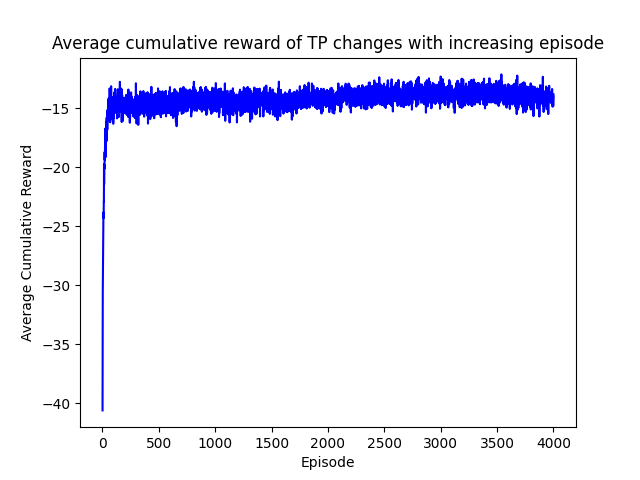 Average cumulative reward of TP changes with increasing episode
−15
−20
−25
−30
−35
−40
Average Cumulative Reward
0 500 1000 1500 2000 2500 3000 3500 4000
Episode